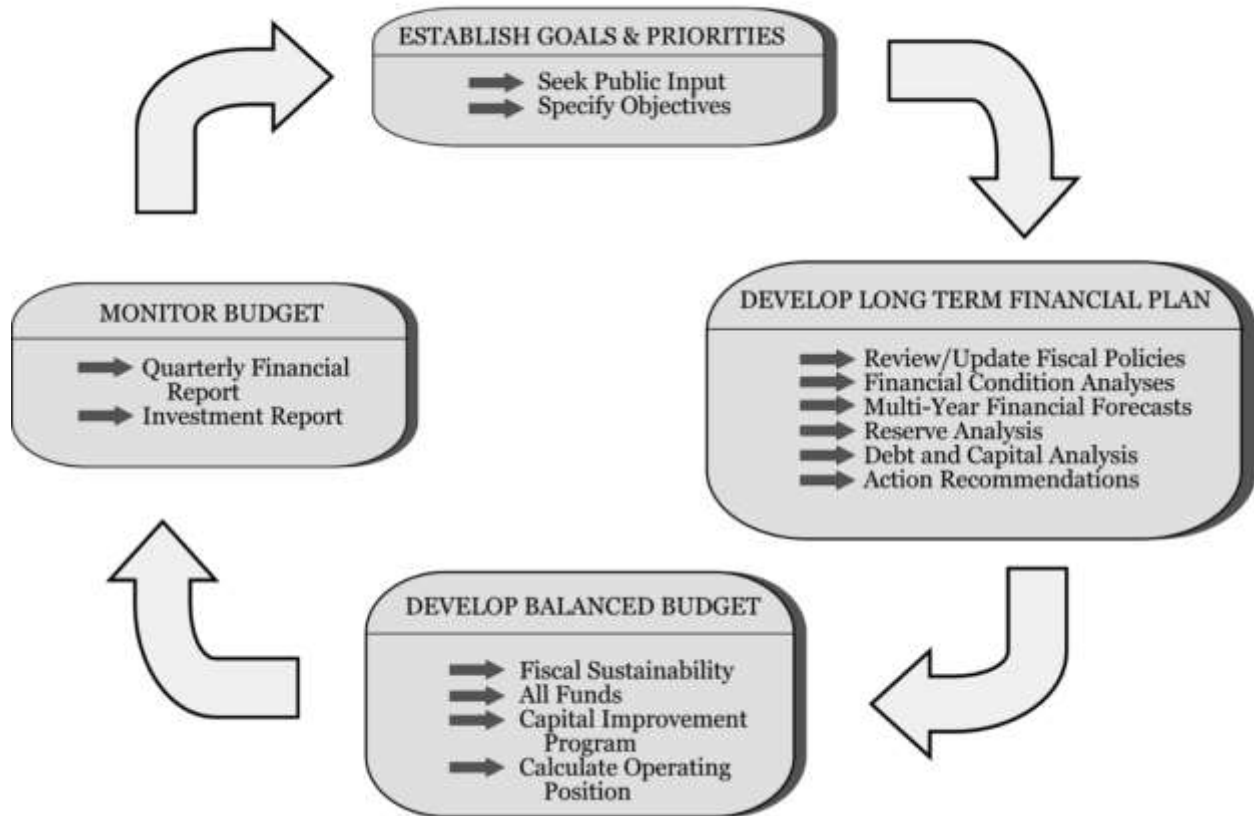 ESTABLISH GOALS & PRIORITIES
Seek Public Input
Specify Objectives
DEVELOP LONG TERM FINANCIAL PLAN
Review/Update Fiscal Policies
Financial Condition Analyses
Multi-Year Financial Forecasts
Reserve Analysis
Debt and Capital Analysis
Action Recommendations
DEVELOP BALANCED BUDGET
Fiscal Sustainability
All Funds
Capital Improvement
Program
Calculate Operating
Position
MONITOR BUDGET
Quarterly Financial
Report
Investment Report